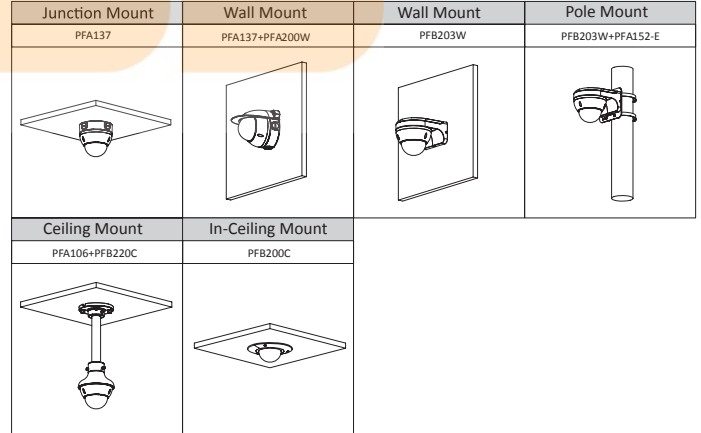 Junction Mount
PFA137
Wall Mount
PFA137+PFA200W
Wall Mount
PFB203W
Pole Mount
PFB203W+PFA152-E
Ceiling Mount
PFA106+PFB220C
In-Ceiling Mount
PFB200C